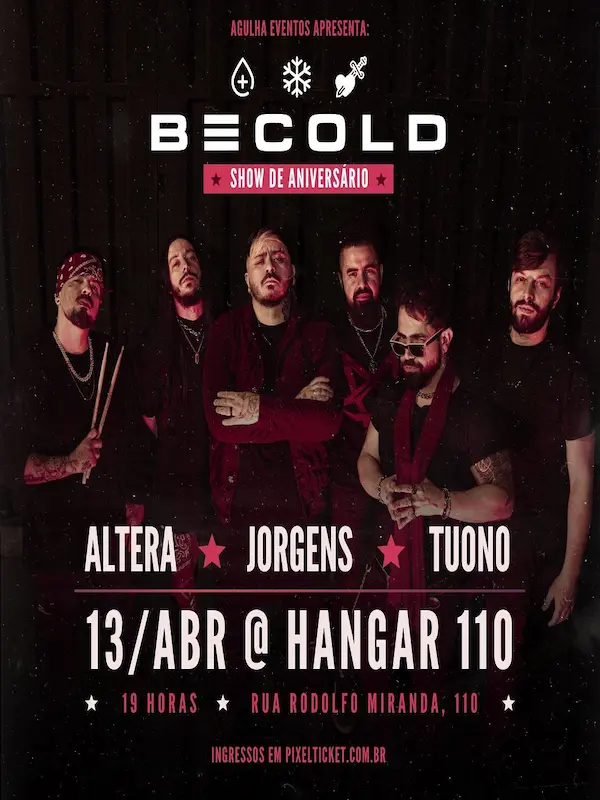 AGULHA EVENTOS APRESENTA:
BECOLD
★ SHOW DE ANIVERSÁRIO ★
ALTERA ★ JORGENS ★ TUONO
13/ABR @ HANGAR 110
★ 19 HORAS ★ RUA RODOLFO MIRANDA, 110 ★
INGRESSOS EM PIXELTICKET.COM.BR